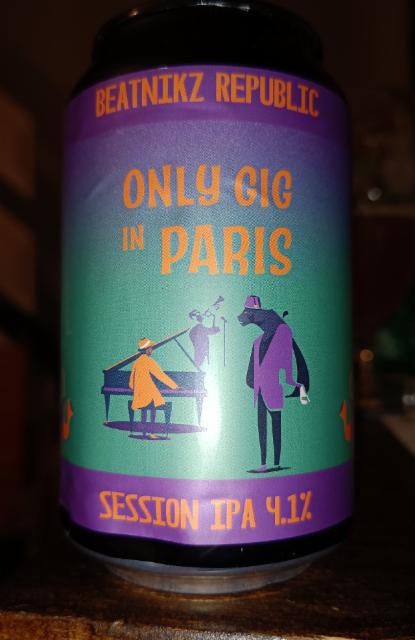 BEATNIKZ REPUBLIC
ONLY GIG
IN PARIS
SESSION IPA 4.1%